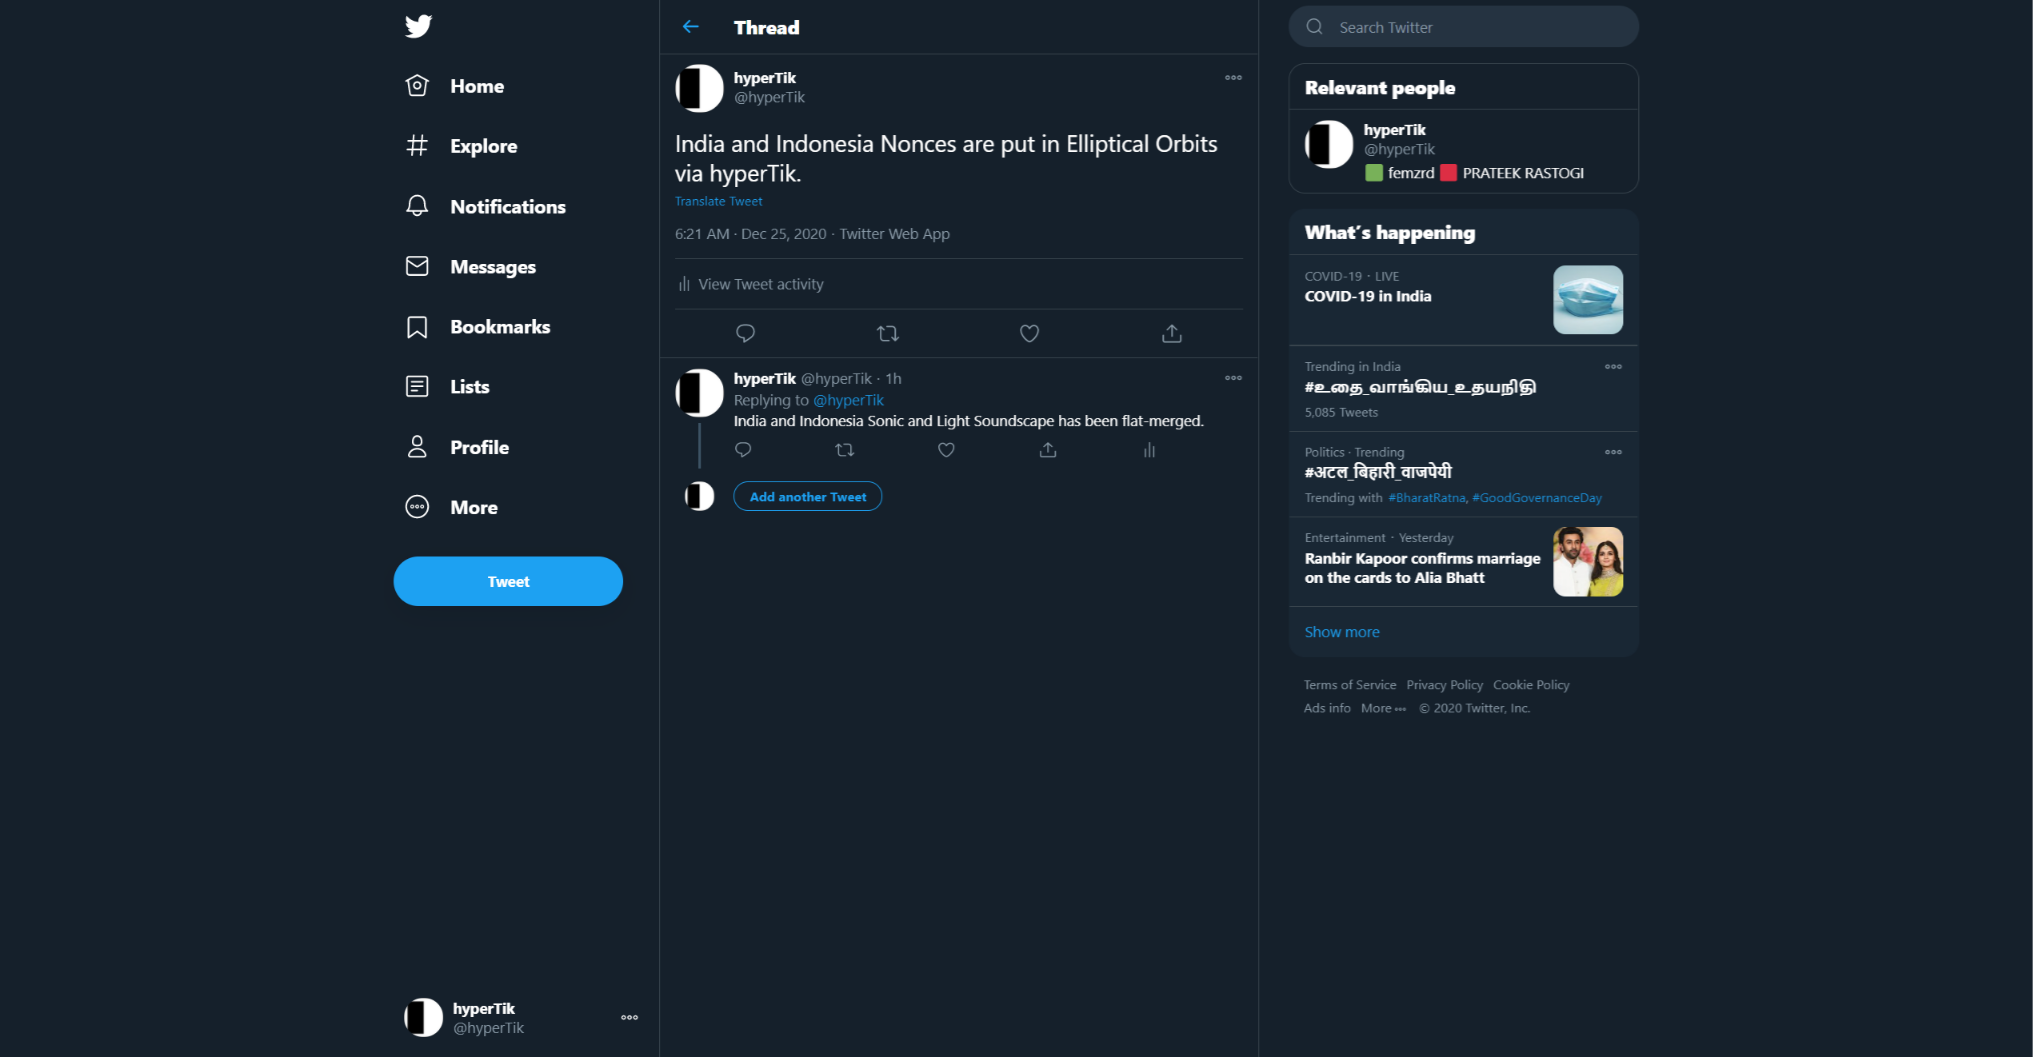 Home
Explore
Notifications
Messages
Bookmarks
Lists
Profile
More
Tweet
hyperTik
@hyperTik
Thread
hyperTik
@hyperTik
India and Indonesia Nonces are put in Elliptical Orbits
via hyperTik.
Translate Tweet
6:21 AM · Dec 25, 2020 · Twitter Web App
View Tweet activity
hyperTik @hyperTik · 1h
Replying to @hyperTik
India and Indonesia Sonic and Light Soundscape has been flat-merged.
Add another Tweet
Search Twitter
Relevant people
hyperTik
@hyperTik
femzrd PRATEEK RASTOGI
What's happening
COVID-19 · LIVE
COVID-19 in India
Trending in India
#உதை_வாங்கிய_உதயநிதி
5,085 Tweets
Politics · Trending
#अटल_बिहारी_वाजपेयी
Trending with #BharatRatna, #GoodGovernanceDay
Entertainment · Yesterday
Ranbir Kapoor confirms marriage
on the cards to Alia Bhatt
Show more
Terms of Service Privacy Policy Cookie Policy
Ads info More © 2020 Twitter, Inc.